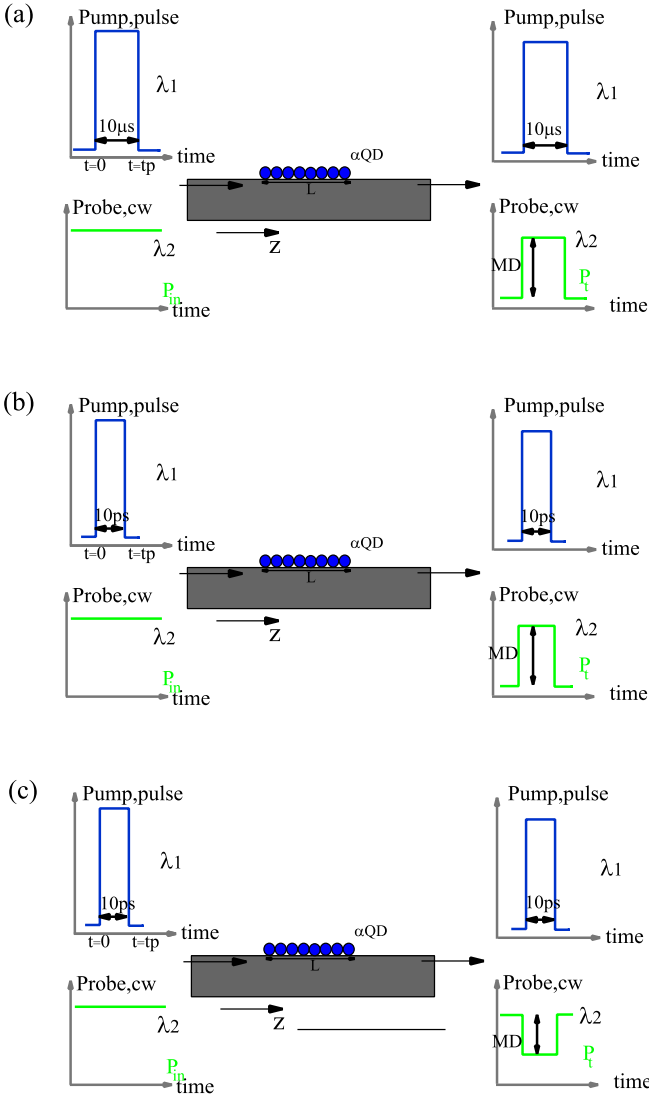 (a)
Pump,pulse
λ1
10μs
t=0
t=tp
time
Probe,cw
λ2
Pin
time
αQD
L
Z
Pump,pulse
λ1
10μs
time
Probe,cw
λ2
MD
Pt
time
(b)
Pump,pulse
λ1
10ps
t=0
t=tp
time
Probe,cw
λ2
Pin
time
αQD
L
Z
Pump,pulse
λ1
10ps
time
Probe,cw
λ2
MD
Pt
time
(c)
Pump,pulse
λ1
10ps
t=0
t=tp
time
Probe,cw
λ2
Pin
time
αQD
L
Z
Pump,pulse
λ1
10ps
time
Probe,cw
λ2
MD
Pt
time